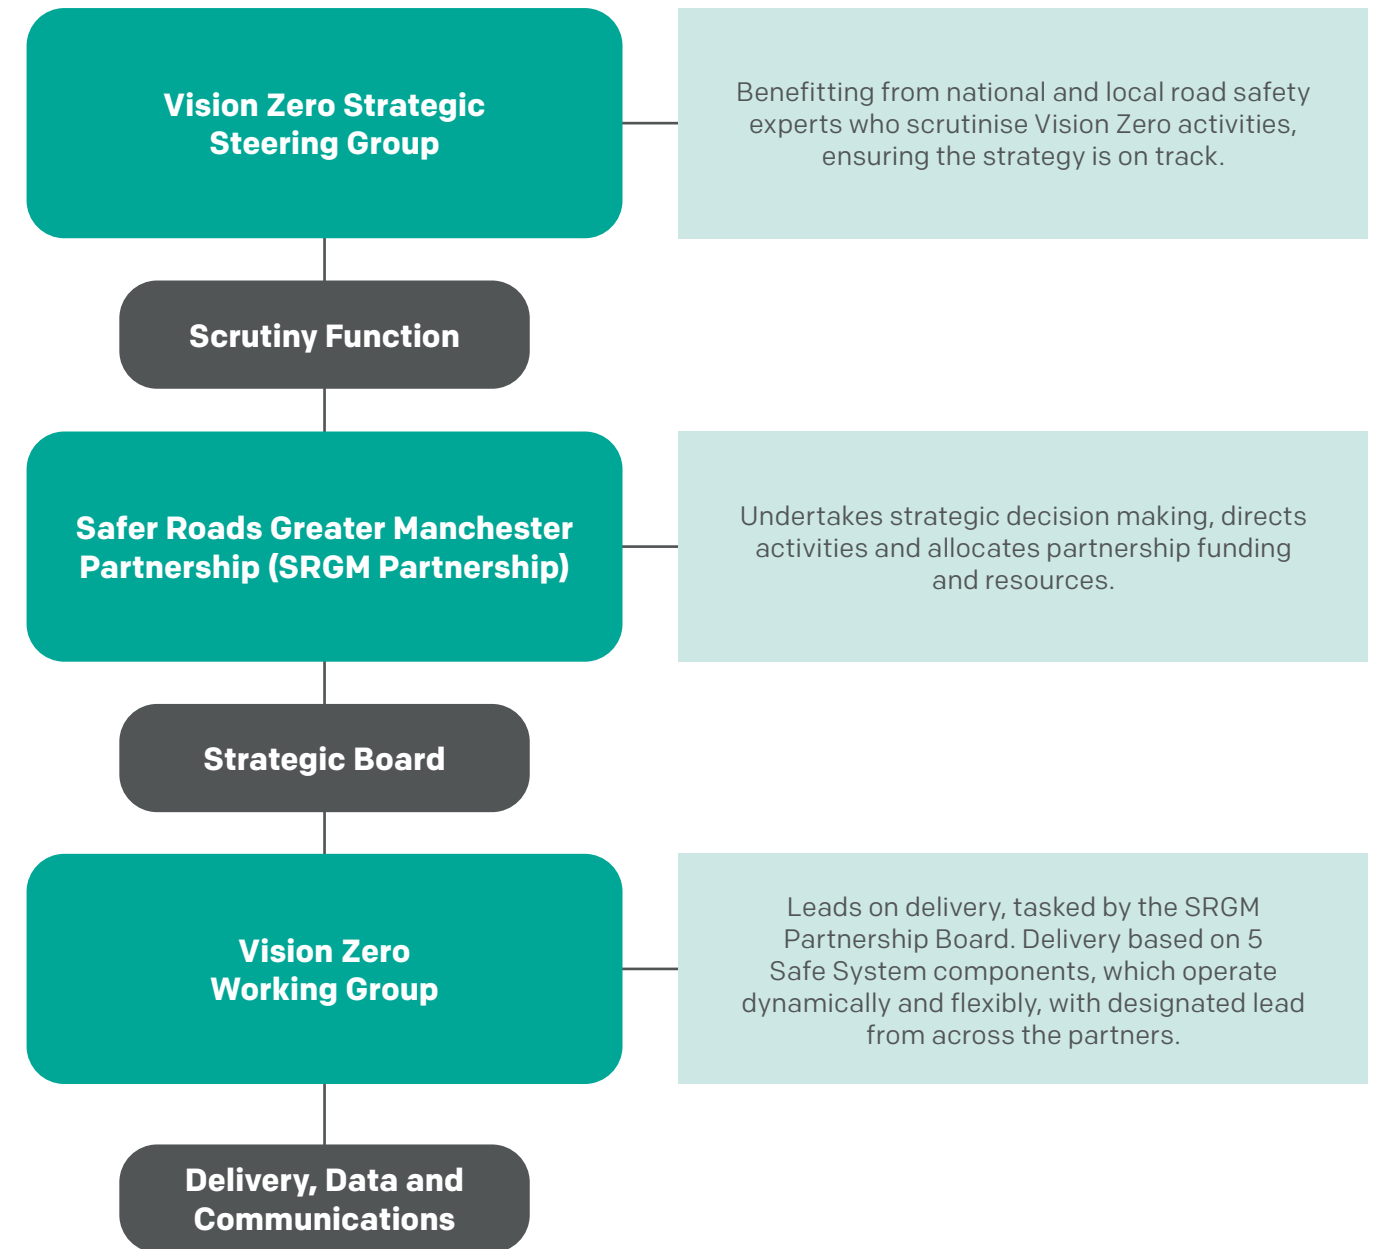 Vision Zero Strategic
Steering Group
Benefitting from national and local road safety
experts who scrutinise Vision Zero activities,
ensuring the strategy is on track.
Scrutiny Function
Safer Roads Greater Manchester
Partnership (SRGM Partnership)
Undertakes strategic decision making, directs
activities and allocates partnership funding
and resources.
Strategic Board
Vision Zero
Working Group
Leads on delivery, tasked by the SRGM
Partnership Board. Delivery based on 5
Safe System components, which operate
dynamically and flexibly, with designated lead
from across the partners.
Delivery, Data and
Communications